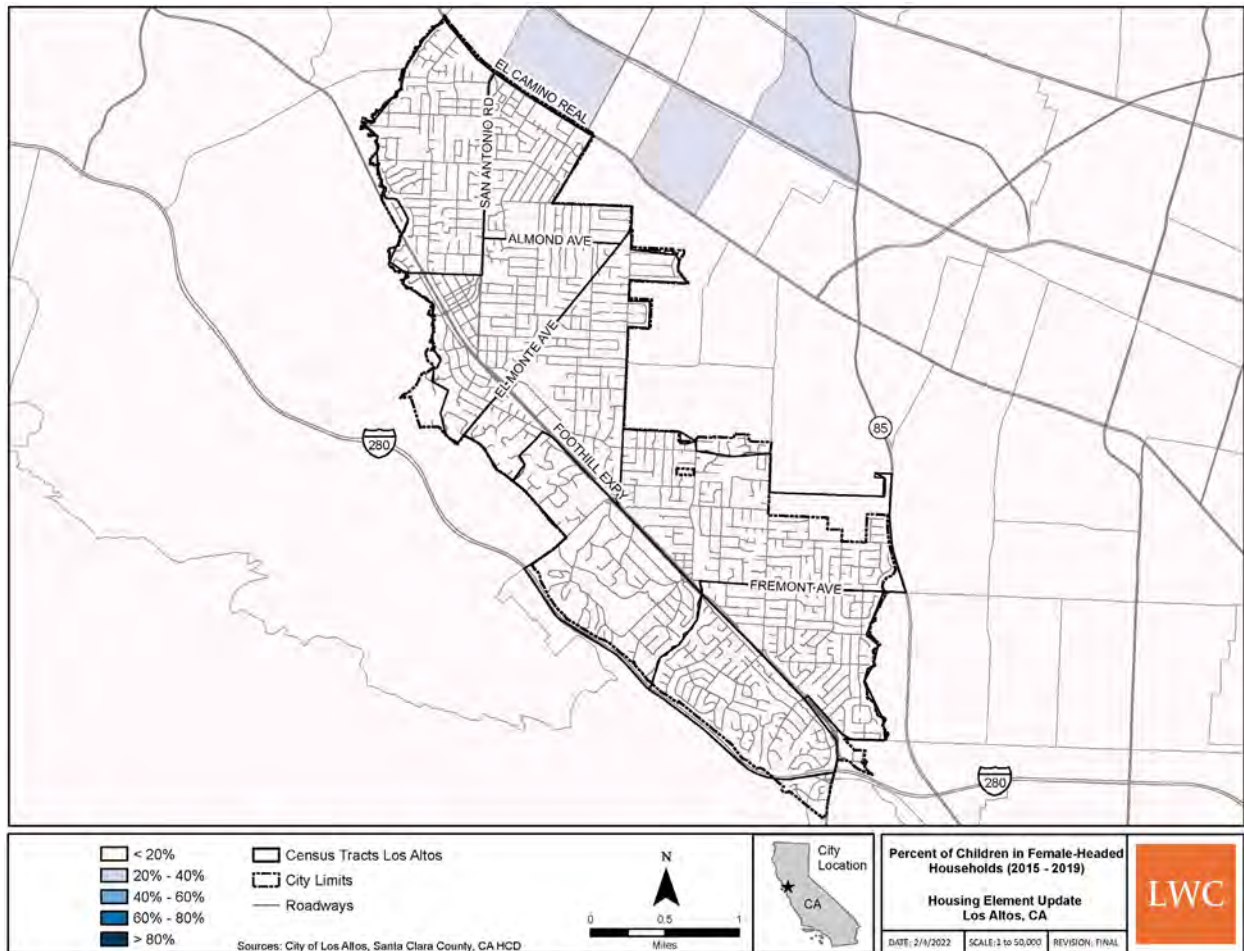 EL CAMINO REAL
SAN ANTONIO RD
ALMOND AVE
EL MONTE AVE
280
FOOTHILL EXPY
85
FREMONT AVE
280
< 20%
20% - 40%
40% - 60%
60% - 80%
> 80%
Census Tracts Los Altos
City Limits
Roadways
Sources: City of Los Altos, Santa Clara County, CA HCD
N
0 0.5 1
Miles
City
Location
CA
Percent of Children in Female-Headed
Households (2015 - 2019)
Housing Element Update
Los Altos, CA
DATE: 2/4/2022 SCALE:1 to 50,000 REVISION: FINAL
LWC